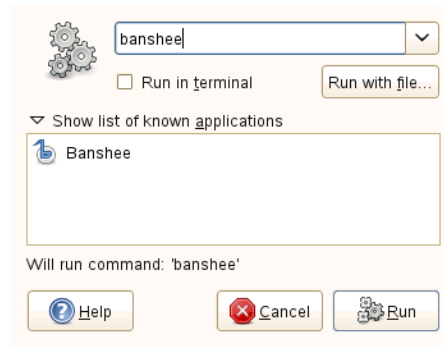 banshee
Run in terminal
Run with file...
Show list of known applications
Banshee
Will run command: 'banshee'
Help
Cancel
Run